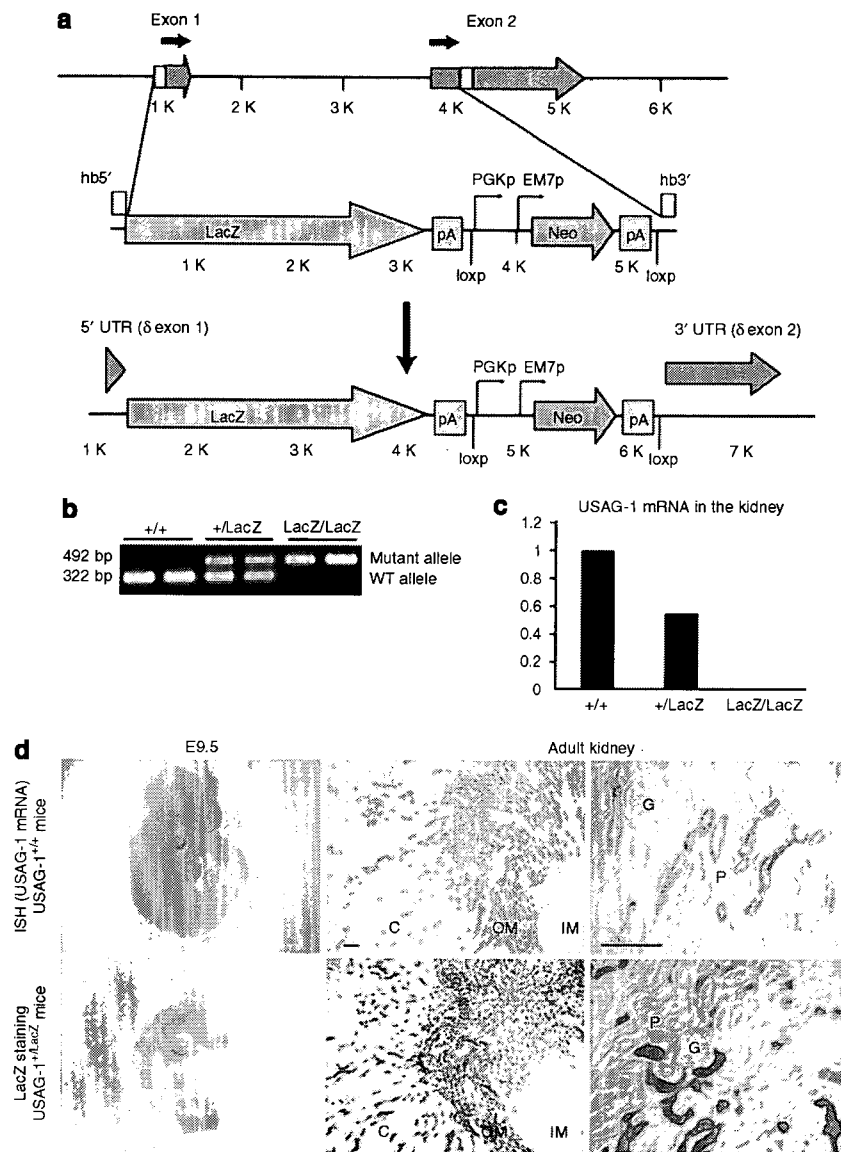 a
Exon 1
Exon 2
1 K 2 K 3 K 4 K 5 K 6 K
hb5′
hb3′
PGKp EM7p
LacZ pA Neo pA
1 K 2 K 3 K loxp 4 K 5 K loxp
5′ UTR (δ exon 1)
3′ UTR (δ exon 2)
PGKp EM7p
LacZ pA Neo pA
1 K 2 K 3 K 4 K loxp 5 K 6 K loxp 7 K
b
+/+ +/LacZ LacZ/LacZ
492 bp Mutant allele
322 bp WT allele
c
USAG-1 mRNA in the kidney
1.2
1
0.8
0.6
0.4
0.2
0
+/+ +/LacZ LacZ/LacZ
d
E9.5
Adult kidney
ISH (USAG-1 mRNA)
USAG-1+/+ mice
C OM IM
G
P
LacZ staining
USAG-1+/LacZ mice
C OM IM
P
G